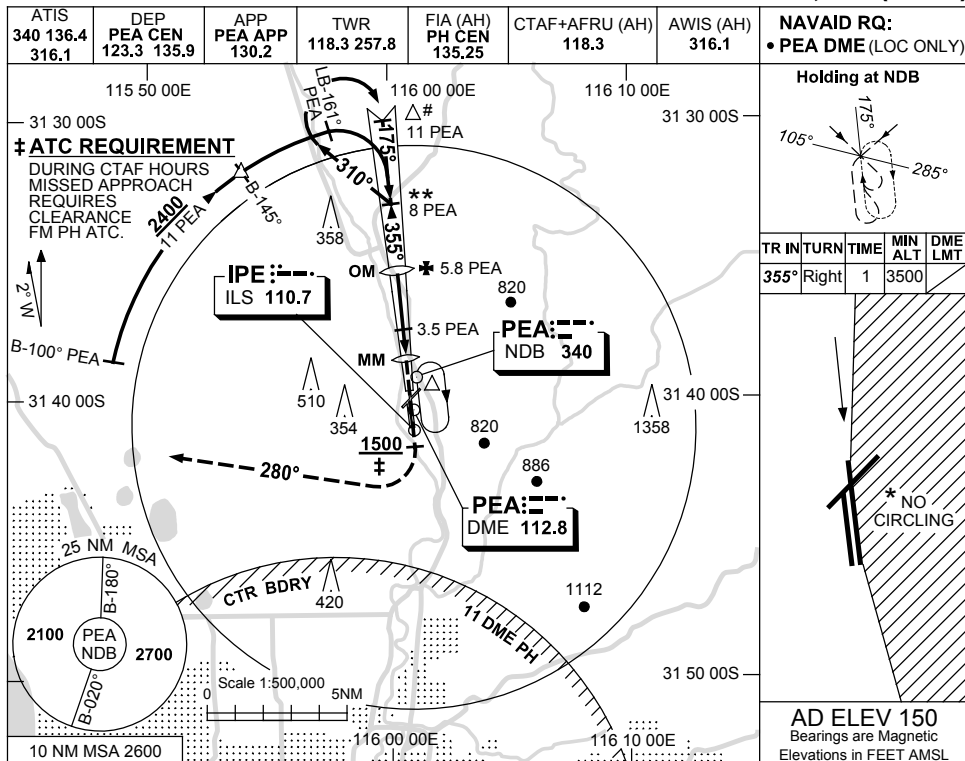 ATIS
340 136.4
316.1
DEP
PEA CEN
123.3 135.9
APP
PEA APP
130.2
TWR
118.3 257.8
FIA (AH)
PH CEN
135.25
CTAF+AFRU (AH)
118.3
AWIS (AH)
316.1
NAVAID RQ:
• PEA DME (LOC ONLY)
115 50 00E
116 00 00E
116 10 00E
31 30 00S
31 30 00S
LB-161°
PEA
#
11 PEA
175°
‡ ATC REQUIREMENT
DURING CTAF HOURS
MISSED APPROACH
REQUIRES
CLEARANCE
FM PH ATC.
B-145°
310°
2400
11 PEA
**
8 PEA
358
355°
2° W
OM
5.8 PEA
IPE
ILS 110.7
820
3.5 PEA
PEA
NDB 340
B-100° PEA
MM
31 40 00S
31 40 00S
510
354
1358
1500
‡
820
280°
886
PEA
DME 112.8
25 NM MSA
B-180°
2100
PEA
NDB
2700
B-020°
10 NM MSA 2600
CTR BDRY
420
11 DME PH
1112
31 50 00S
Scale 1:500,000
0
5NM
116 00 00E
116 10 00E
Holding at NDB
175°
105°
285°
TR IN
TURN
TIME
MIN
ALT
DME
LMT
355°
Right
1
3500
* NO
CIRCLING
AD ELEV 150
Bearings are Magnetic
Elevations in FEET AMSL